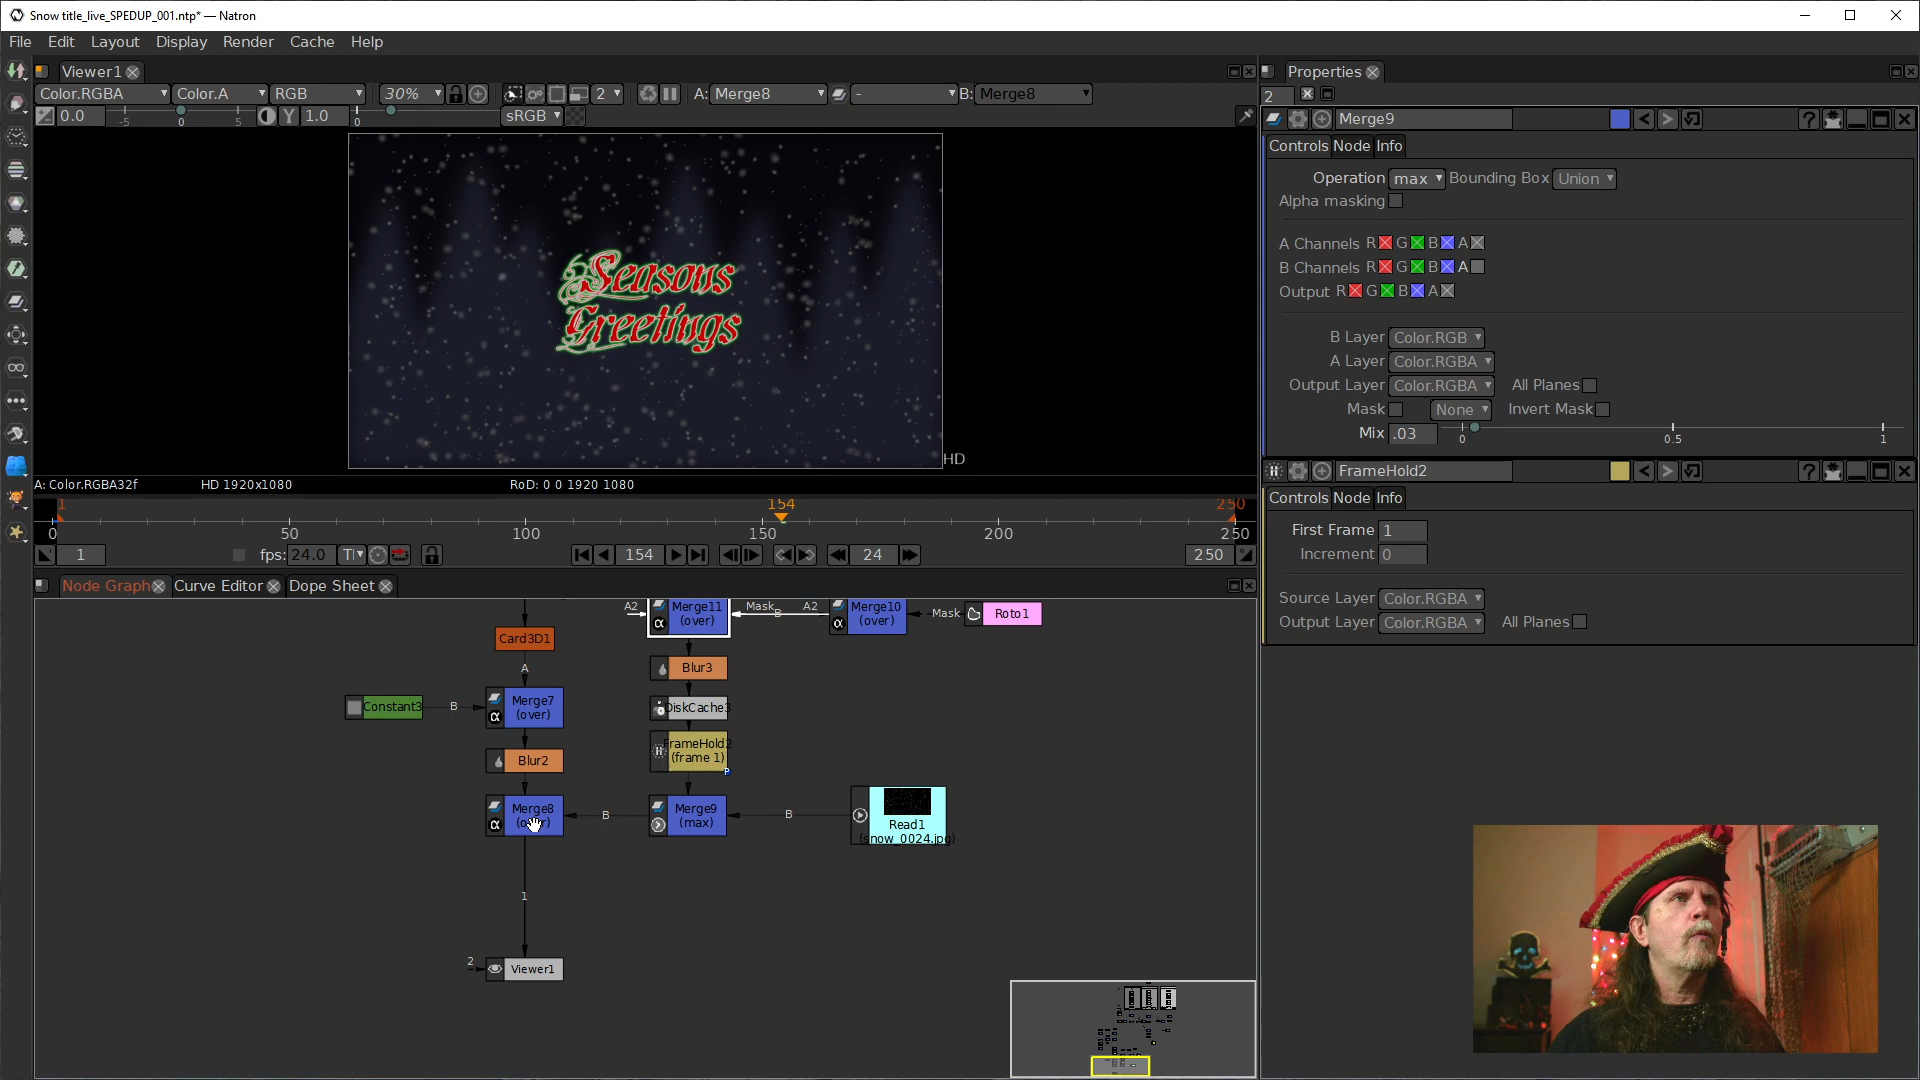 Snow title_live_SPEDUP_001.ntp* — Natron
File Edit Layout Display Render Cache Help
Viewer1
Color.RGBA Color.A RGB 30% 2 A: Merge8 - B: Merge8
0.0 -5 0 5 Y 1.0 0 sRGB
Seasons
Greetings
HD
A: Color.RGBA32f HD 1920x1080 RoD: 0 0 1920 1080
1 154 250
0 50 100 150 200 250
1 fps: 24.0 154 24 250
Node Graph Curve Editor Dope Sheet
A2 Merge11 Mask B A2 Merge10 Mask Roto1
(over) (over)
Card3D1
A
Blur3
Constant3 B Merge7 DiskCache3
(over)
FrameHold2
(frame 1)
Blur2
Merge8 B Merge9 B Read1
(over) (max) (snow_0024.jpg)
1
2 Viewer1
Properties
2
Merge9
Controls Node Info
Operation max Bounding Box Union
Alpha masking
A Channels R G B A
B Channels R G B A
Output R G B A
B Layer Color.RGB
A Layer Color.RGBA
Output Layer Color.RGBA All Planes
Mask None Invert Mask
Mix .03 0 0.5 1
FrameHold2
Controls Node Info
First Frame 1
Increment 0
Source Layer Color.RGBA
Output Layer Color.RGBA All Planes